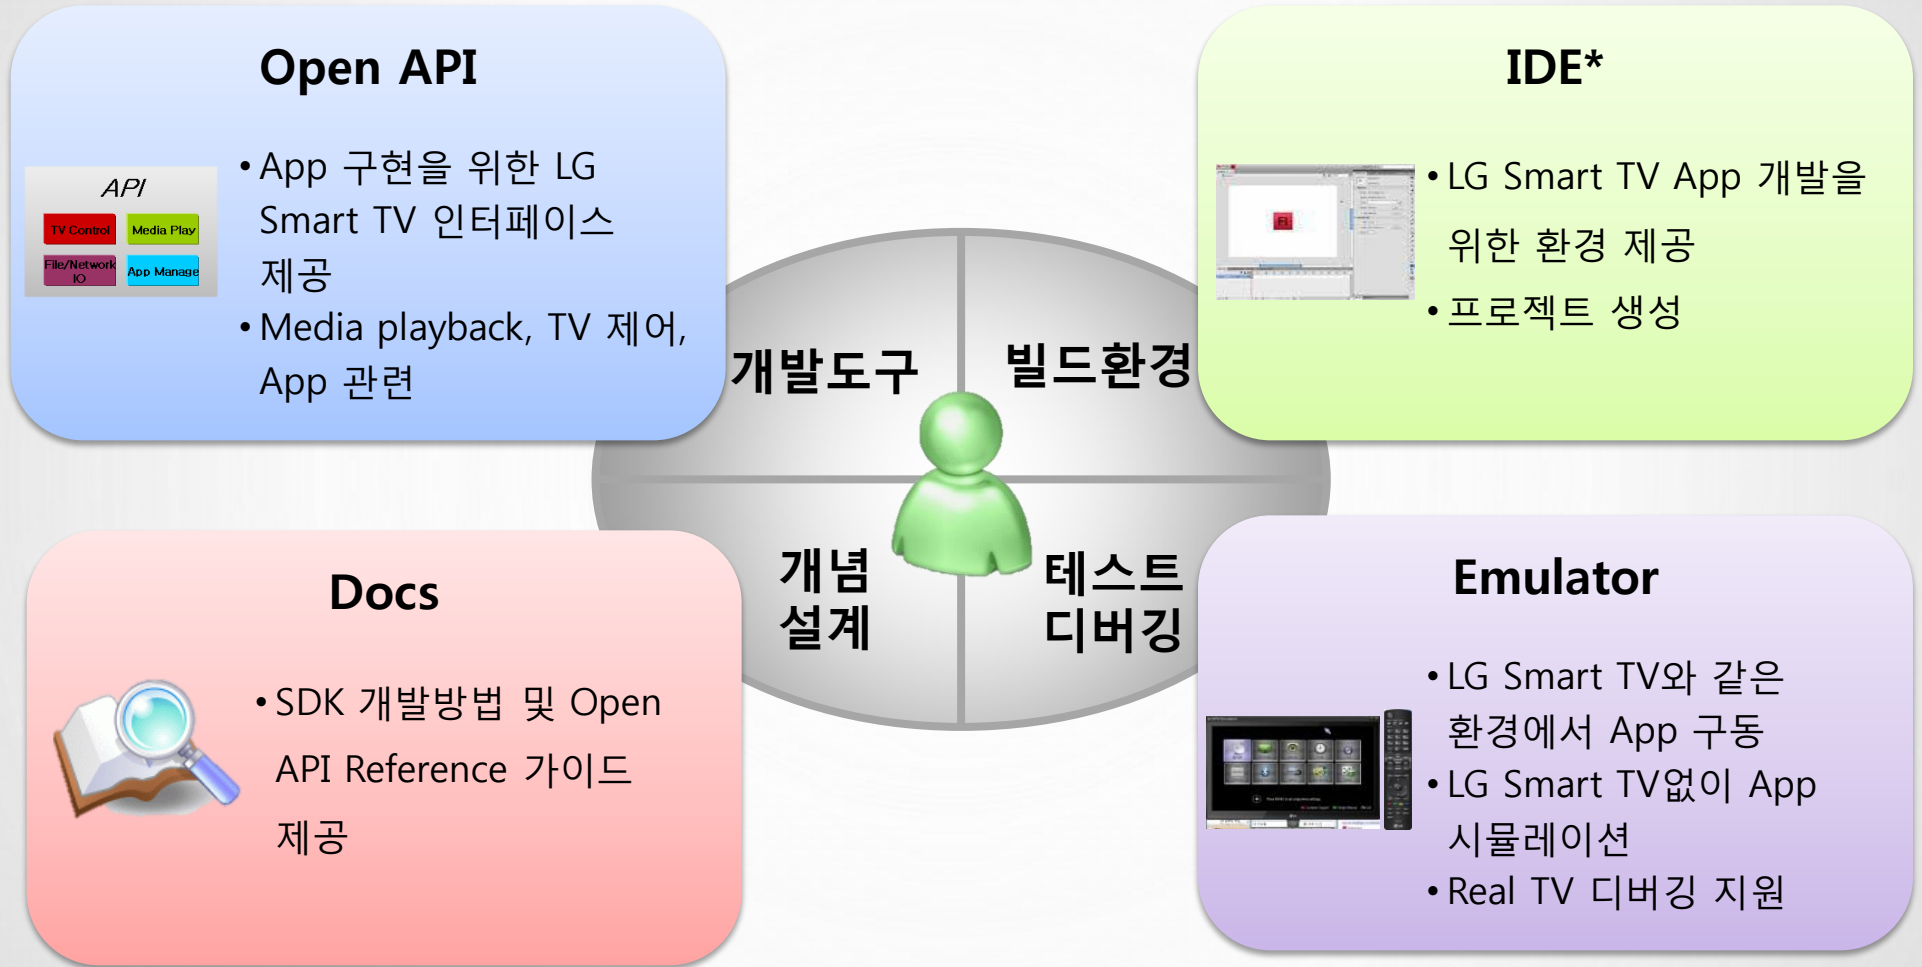 Open API
API
TV Control
Media Play
File/Network
IO
App Manage
• App 구현을 위한 LG
Smart TV 인터페이스
제공
• Media playback, TV 제어,
App 관련
IDE*
• LG Smart TV App 개발을
위한 환경 제공
• 프로젝트 생성
개발도구
빌드환경
개념
설계
테스트
디버깅
Docs
• SDK 개발방법 및 Open
API Reference 가이드
제공
Emulator
• LG Smart TV와 같은
환경에서 App 구동
• LG Smart TV없이 App
시뮬레이션
• Real TV 디버깅 지원